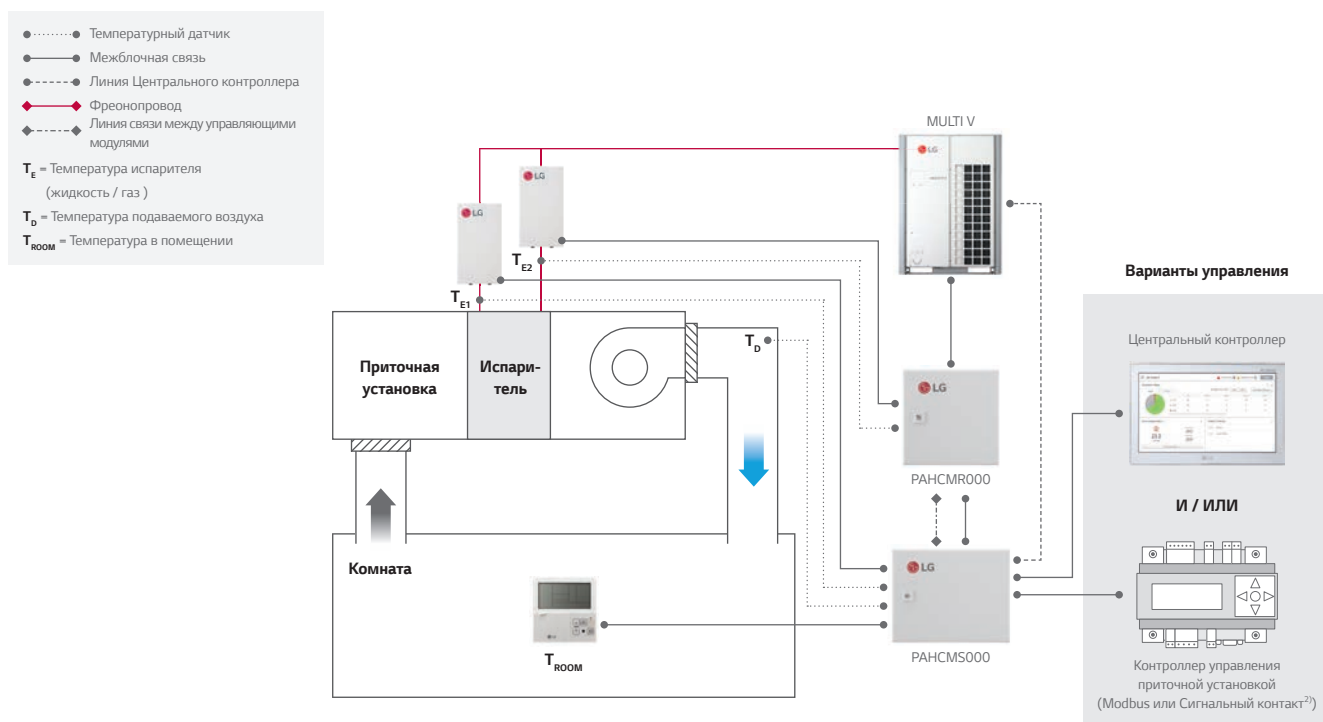 Температурный датчик
Межблочная связь
Линия Центрального контроллера
Фреонопровод
Линия связи между управляющими
модулями
TE = Температура испарителя
(жидкость / газ )
TD = Температура подаваемого воздуха
TROOM = Температура в помещении
MULTI V
LG
LG
LG
TE2
TE1
Варианты управления
Центральный контроллер
TD
Приточная
установка
Испари-
тель
LG
PAHCMR000
И / ИЛИ
Комната
LG
TROOM
PAHCMS000
Контроллер управления
приточной установкой
(Modbus или Сигнальный контакт2))